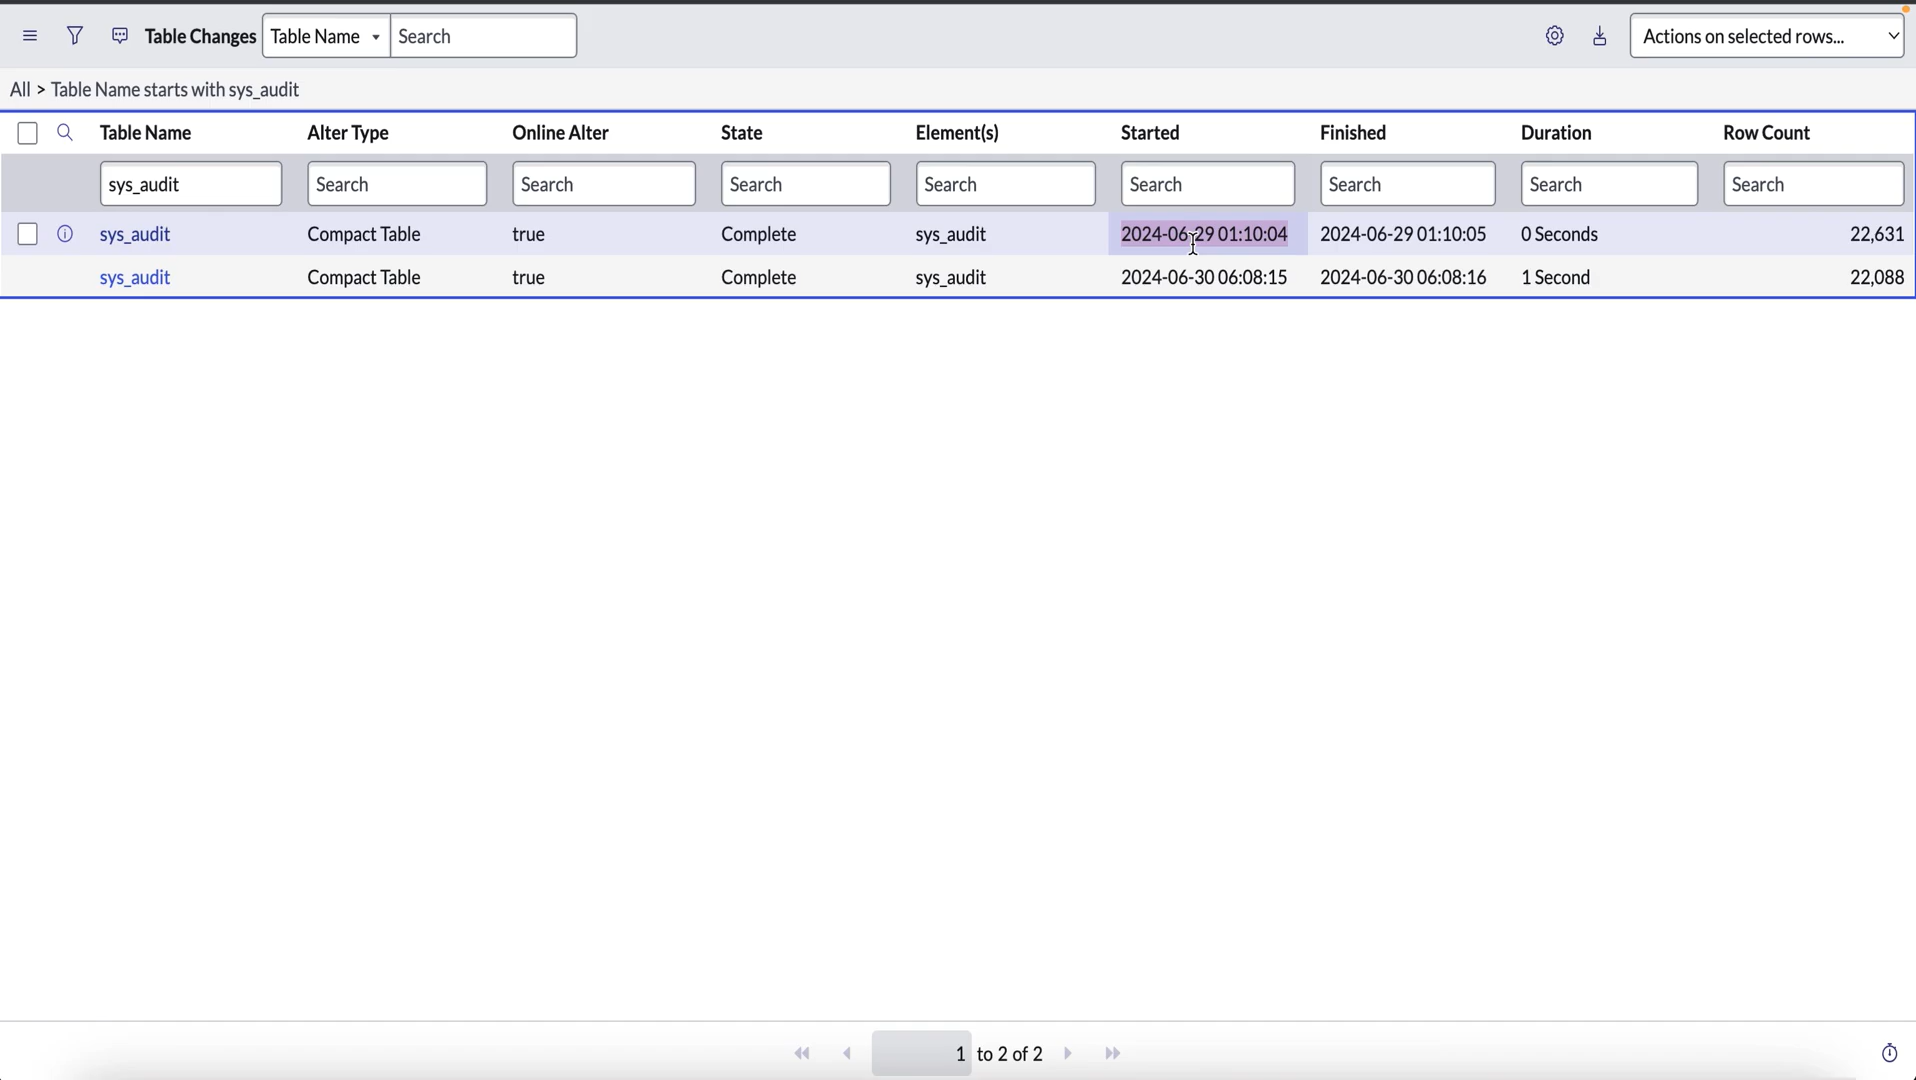 Table Changes Table Name Search Actions on selected rows...
All > Table Name starts with sys_audit
Table Name Alter Type Online Alter State Element(s) Started Finished Duration Row Count
sys_audit Search Search Search Search Search Search Search Search
sys_audit Compact Table true Complete sys_audit 2024-06-29 01:10:04 2024-06-29 01:10:05 0 Seconds 22,631
sys_audit Compact Table true Complete sys_audit 2024-06-30 06:08:15 2024-06-30 06:08:16 1 Second 22,088
1 to 2 of 2